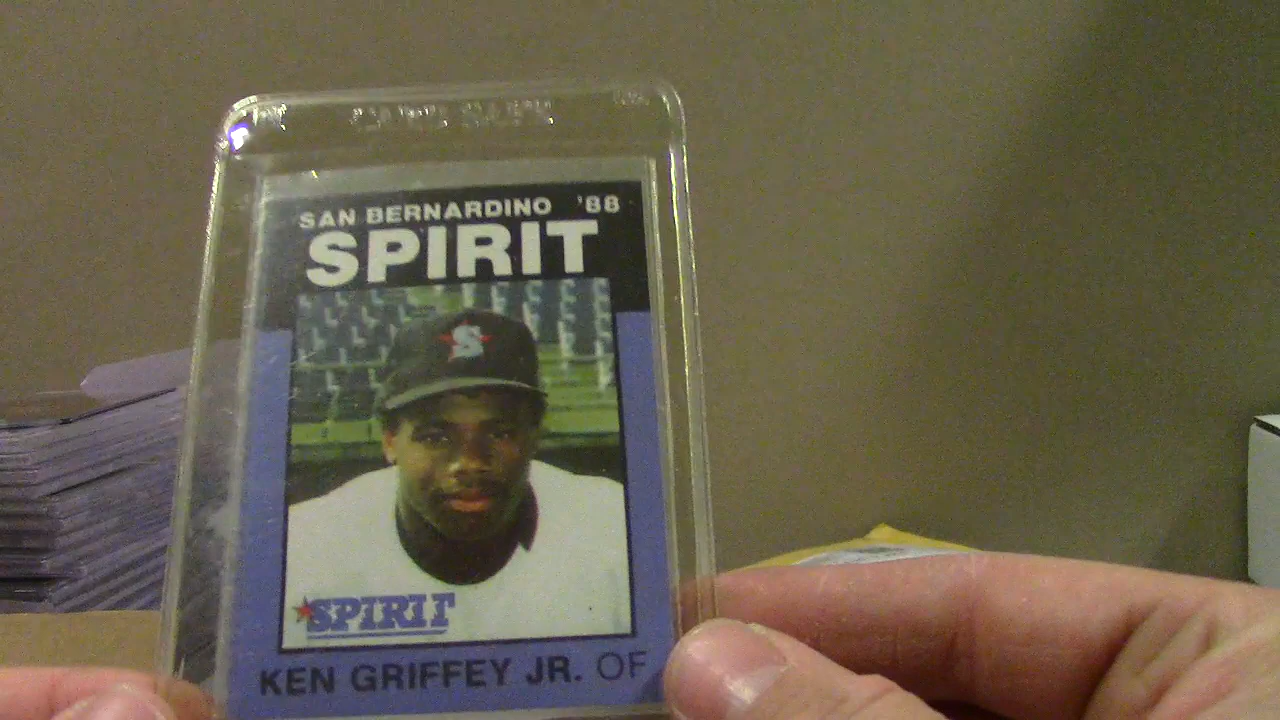 SAN BERNARDINO '88
SPIRIT
S
SPIRIT
KEN GRIFFEY JR. OF